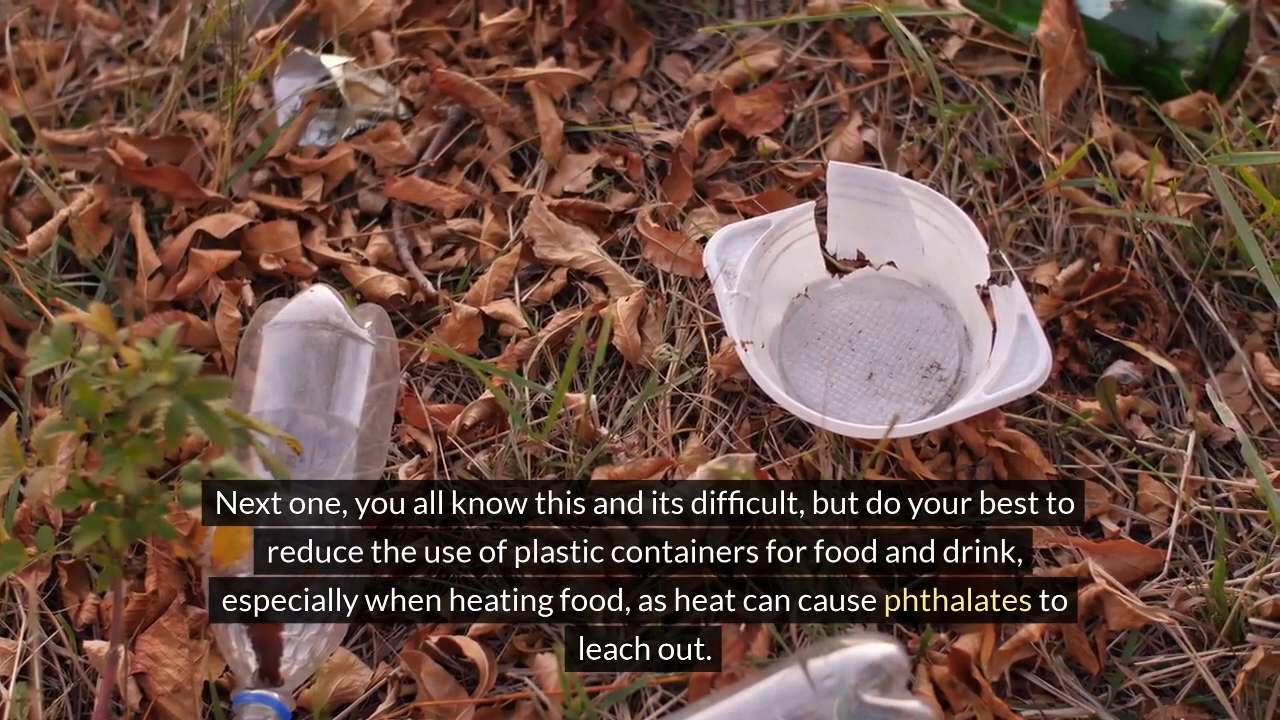 Next one, you all know this and its difficult, but do your best to
reduce the use of plastic containers for food and drink,
especially when heating food, as heat can cause phthalates to
leach out.